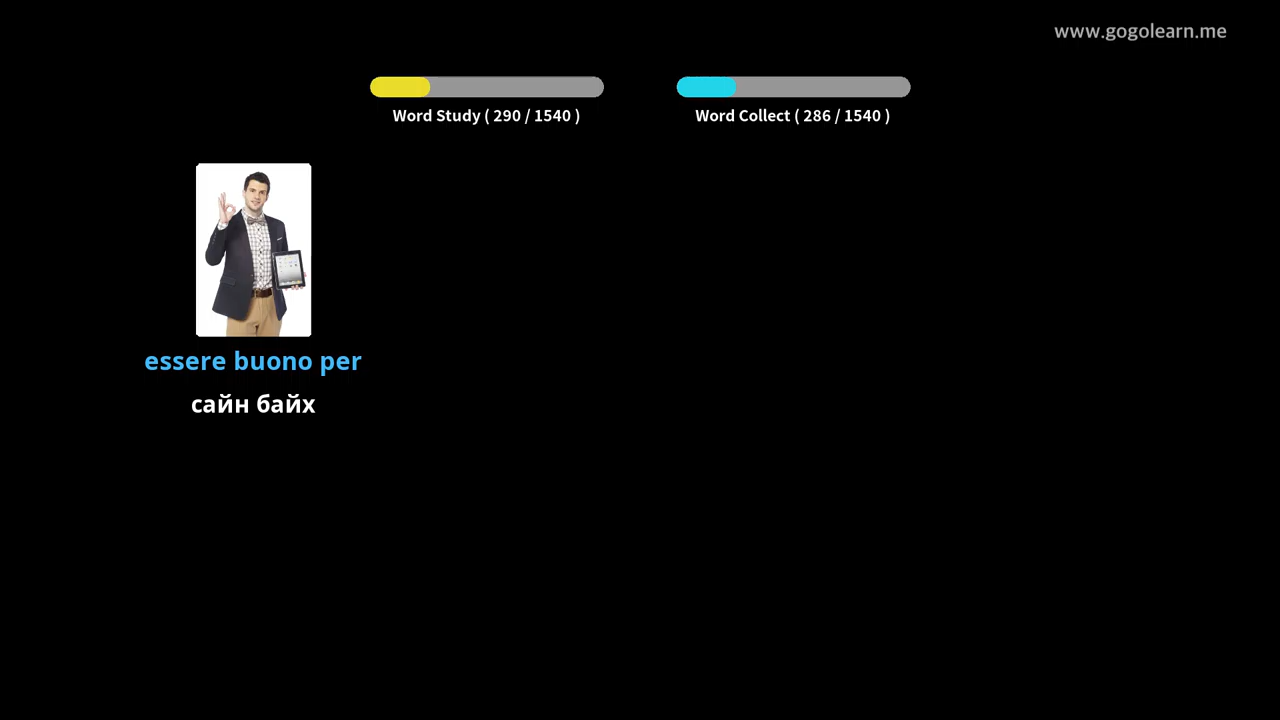 www.gogolearn.me
Word Study ( 290 / 1540 )
Word Collect ( 286 / 1540 )
essere buono per
сайн байх